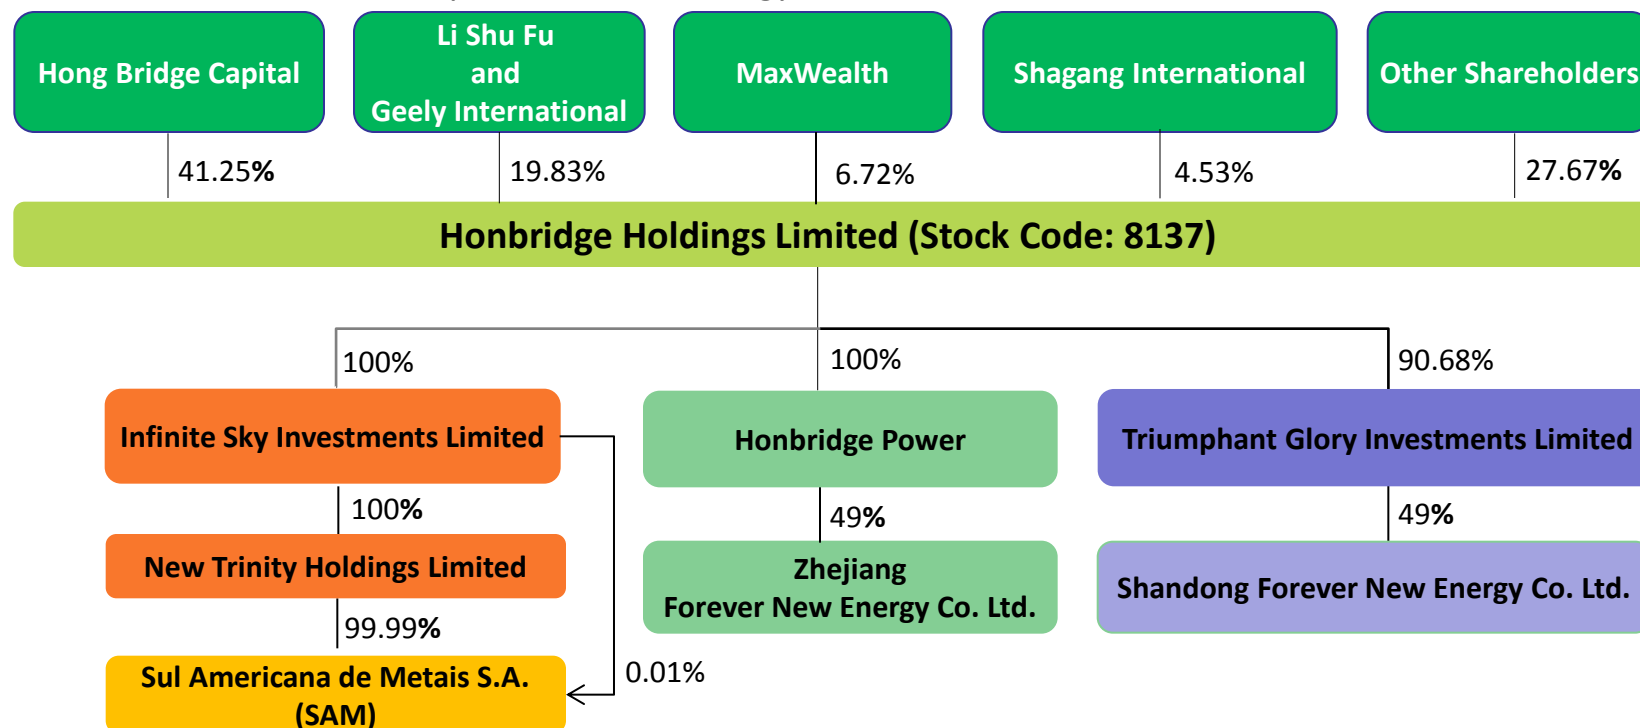 Hong Bridge Capital
Li Shu Fu
and
Geely International
MaxWealth
Shagang International
Other Shareholders
41.25%
19.83%
6.72%
4.53%
27.67%
Honbridge Holdings Limited (Stock Code: 8137)
100%
100%
90.68%
Infinite Sky Investments Limited
Honbridge Power
Triumphant Glory Investments Limited
100%
49%
49%
New Trinity Holdings Limited
Zhejiang
Forever New Energy Co. Ltd.
Shandong Forever New Energy Co. Ltd.
99.99%
0.01%
Sul Americana de Metais S.A.
(SAM)